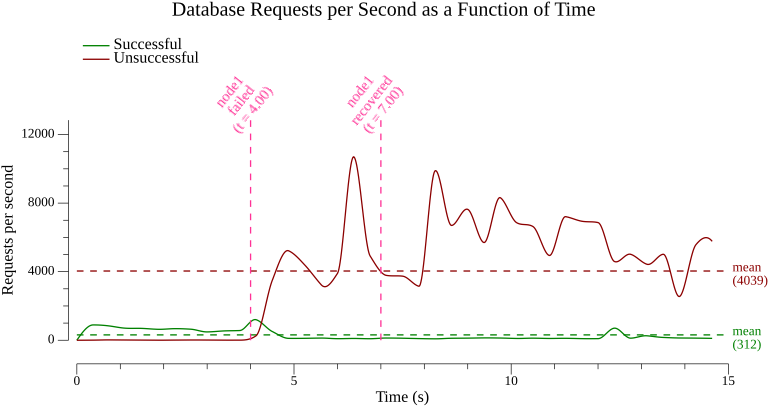 Database Requests per Second as a Function of Time
Successful
Unsuccessful
node1
failed
(t = 4.00)
node1
recovered
(t = 7.00)
12000
8000
4000
0
Requests per second
mean
(4039)
mean
(312)
0
5
10
15
Time (s)